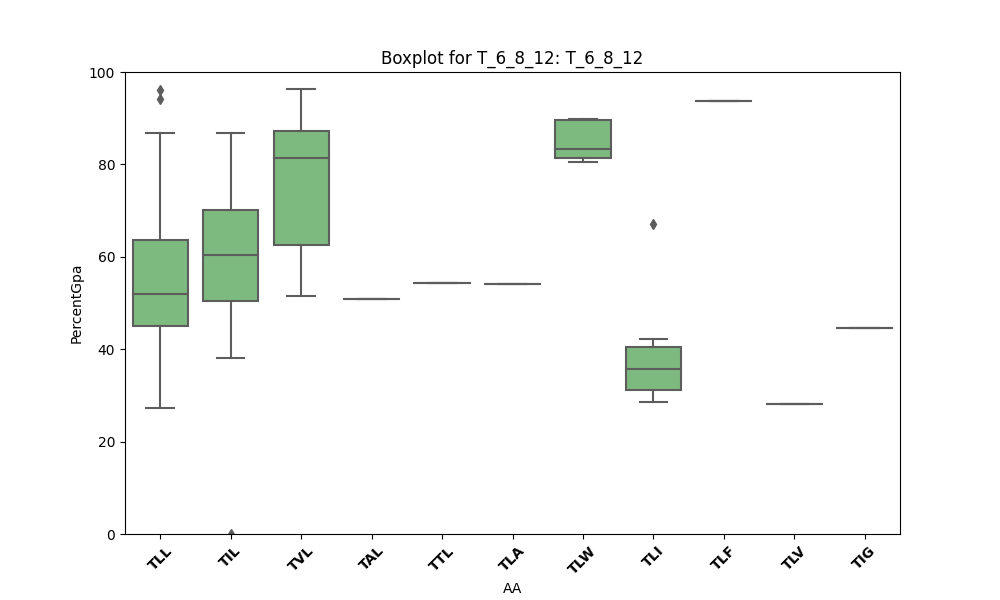 Boxplot for T_6_8_12: T_6_8_12
PercentGpa
100
80
60
40
20
0
TLL
TIL
TVL
TAL
TTL
TLA
TLW
TLI
TLF
TLV
TIG
AA